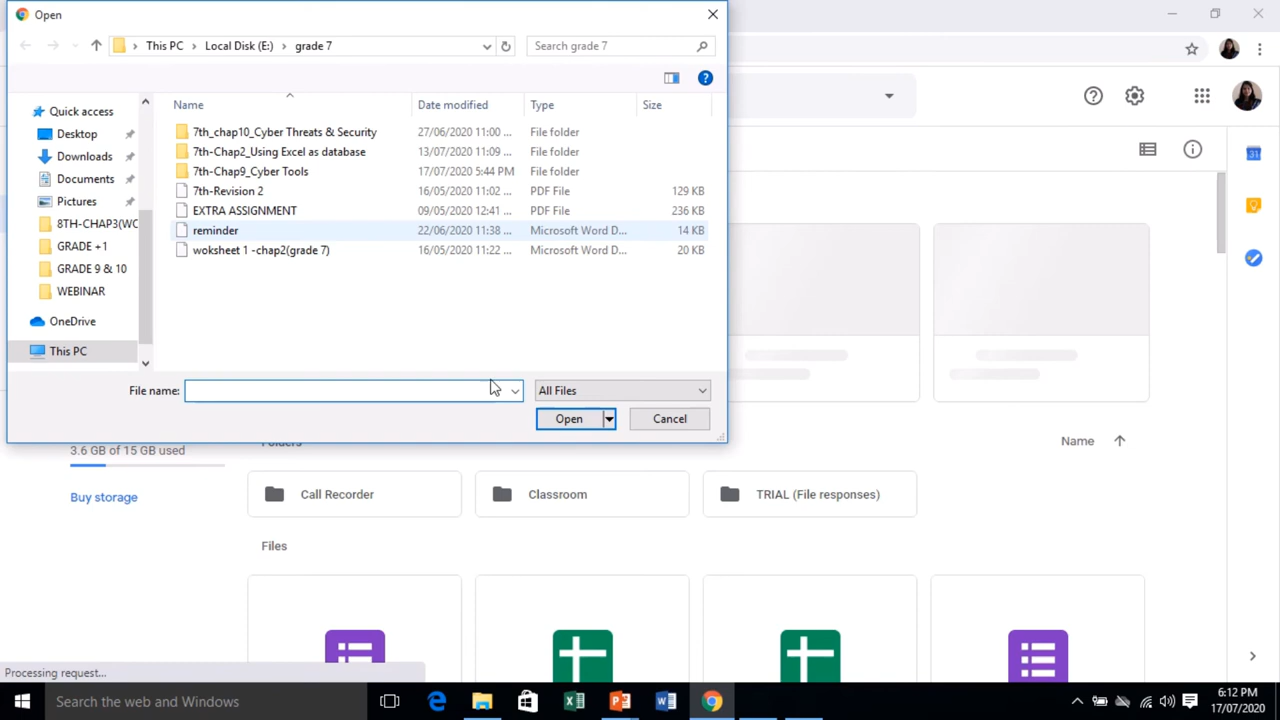 Open
This PC > Local Disk (E:) > grade 7
Search grade 7
Name
Date modified
Type
Size
Quick access
Desktop
Downloads
Documents
Pictures
8TH-CHAP3(WC
GRADE +1
GRADE 9 & 10
WEBINAR
OneDrive
This PC
7th_chap10_Cyber Threats & Security 27/06/2020 11:00 ... File folder
7th-Chap2_Using Excel as database 13/07/2020 11:09 ... File folder
7th-Chap9_Cyber Tools 17/07/2020 5:44 PM File folder
7th-Revision 2 16/05/2020 11:02 ... PDF File 129 KB
EXTRA ASSIGNMENT 09/05/2020 12:41 ... PDF File 236 KB
reminder 22/06/2020 11:38 ... Microsoft Word D... 14 KB
woksheet 1 -chap2(grade 7) 16/05/2020 11:22 ... Microsoft Word D... 20 KB
File name:
All Files
Open
Cancel
31
3.6 GB of 15 GB used
Buy storage
Name
Call Recorder
Classroom
TRIAL (File responses)
Files
Processing request...
Search the web and Windows
6:12 PM
17/07/2020